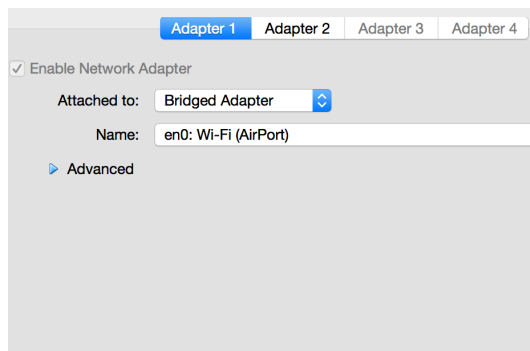 Adapter 1 Adapter 2 Adapter 3 Adapter 4
Enable Network Adapter
Attached to: Bridged Adapter
Name: en0: Wi-Fi (AirPort)
Advanced